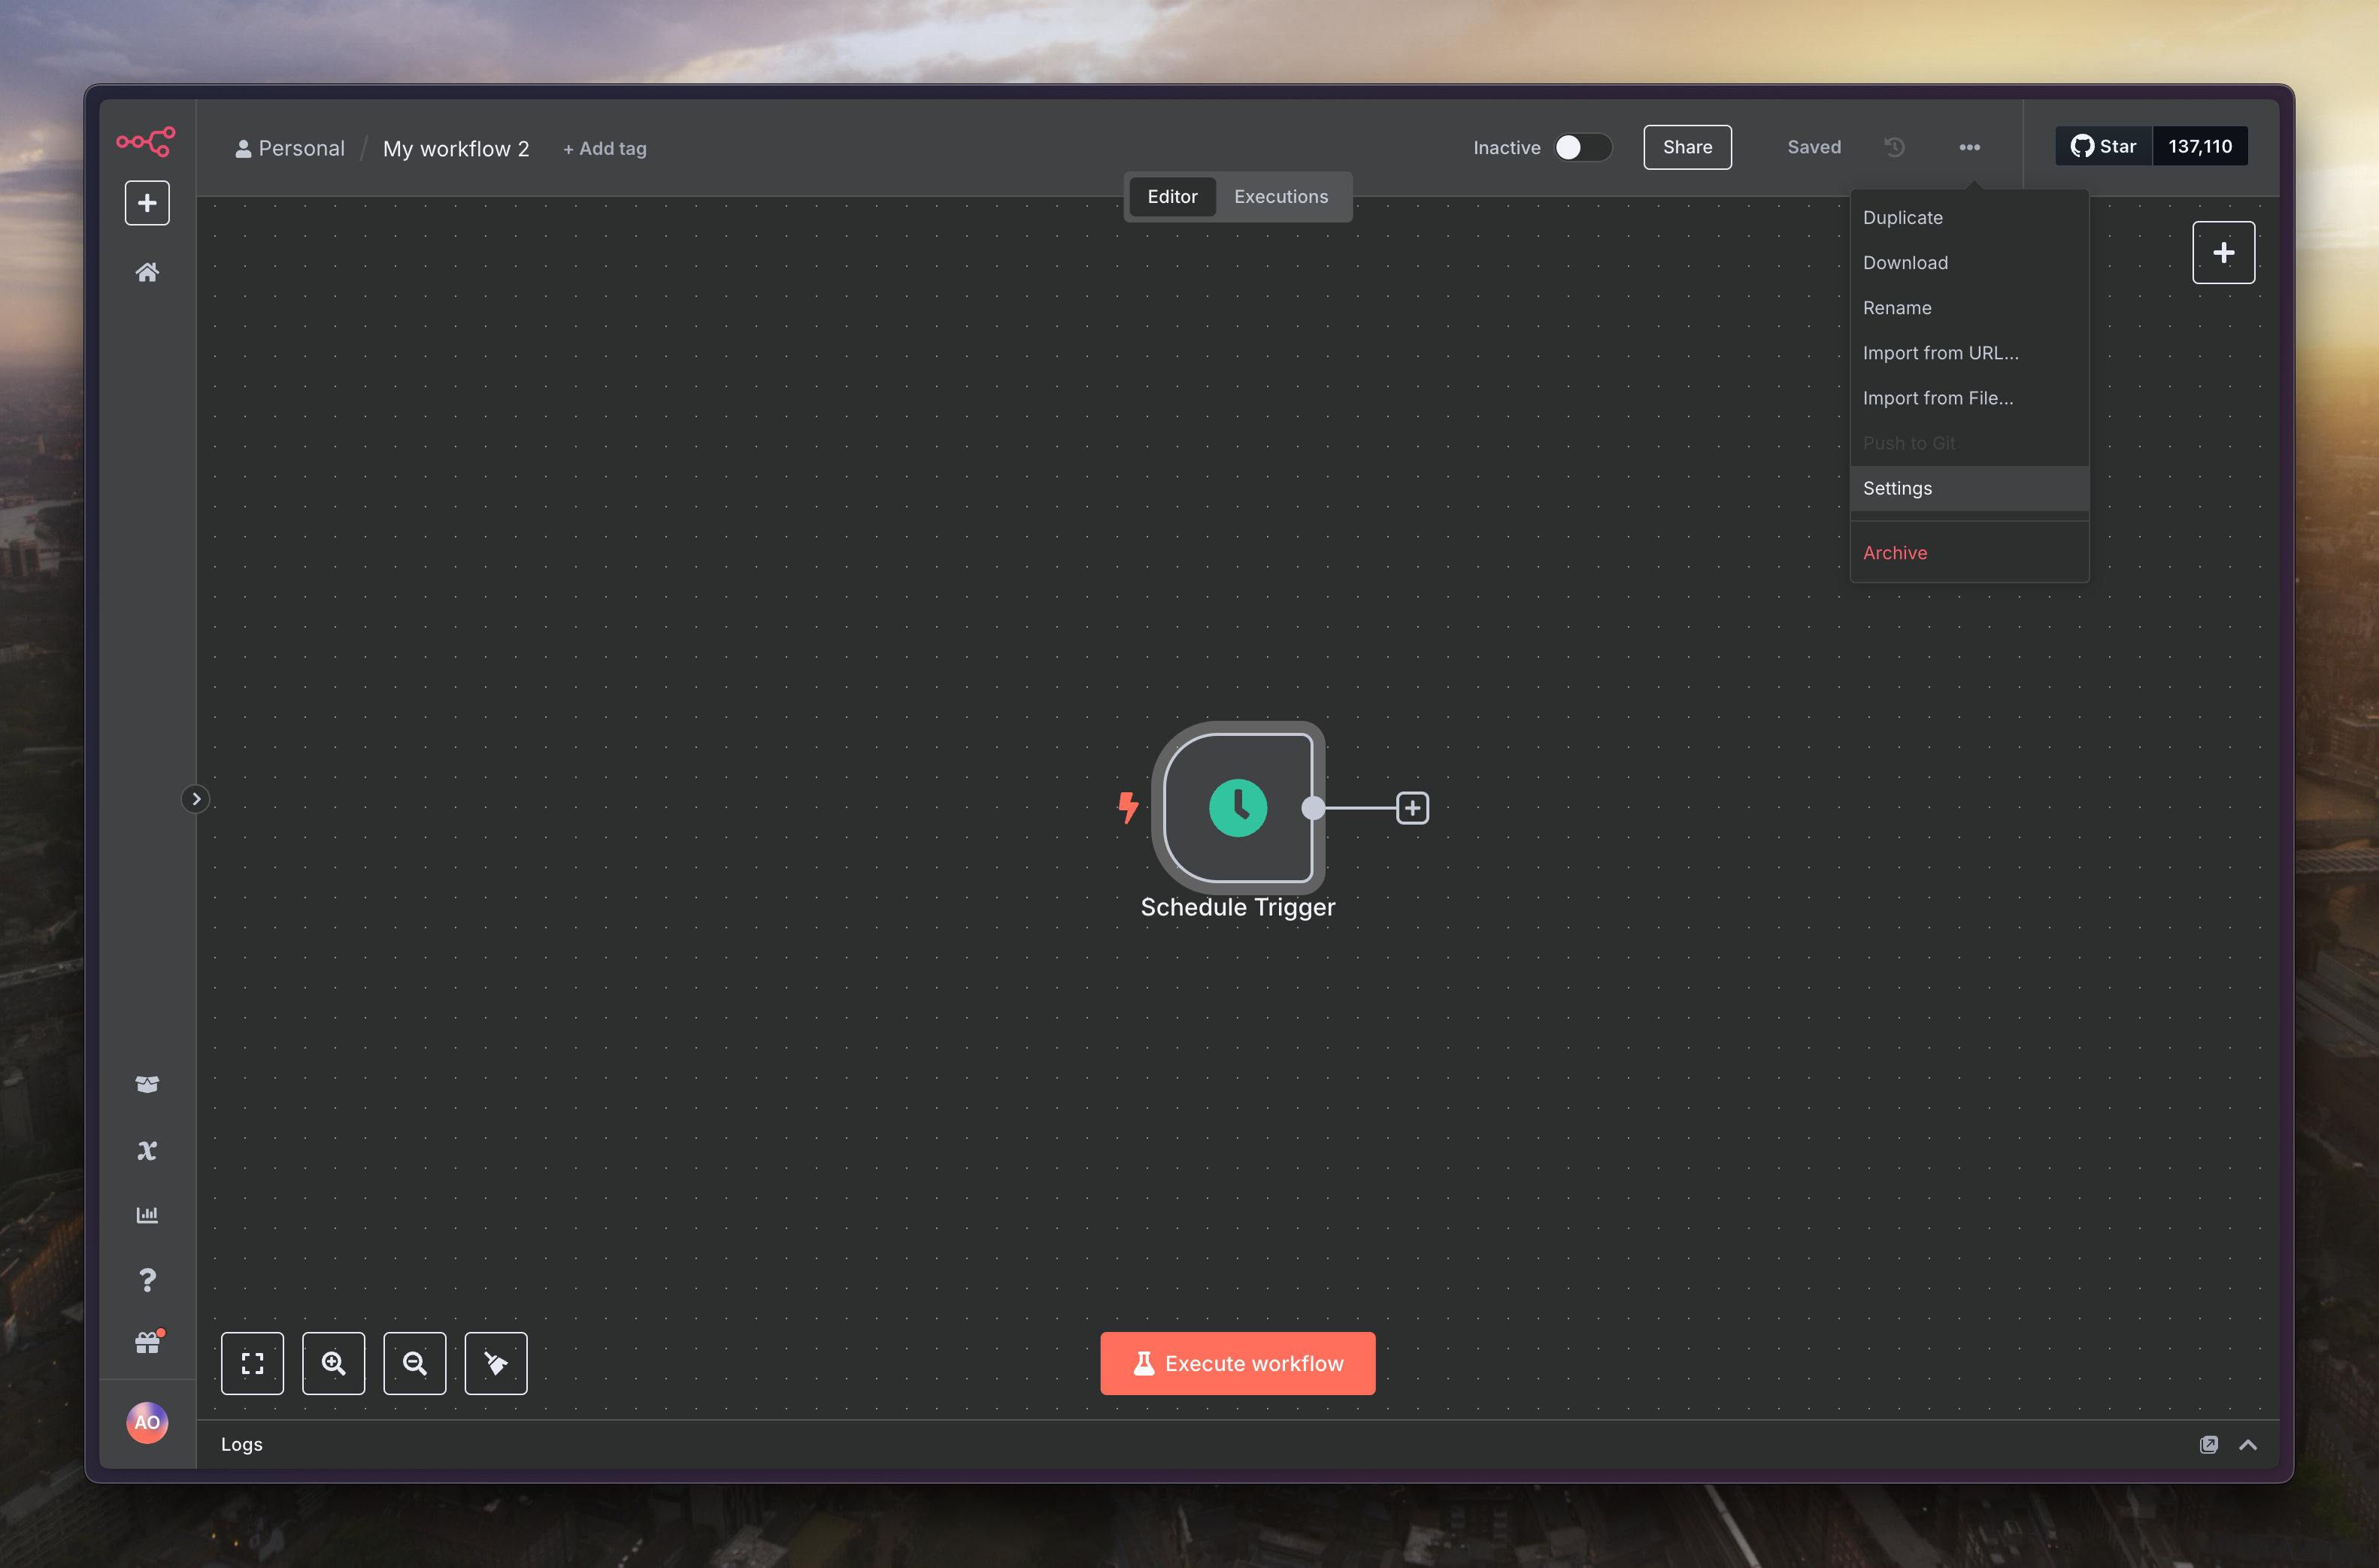 Personal / My workflow 2 + Add tag
Inactive Share Saved ••• Star 137,110
Editor Executions
Duplicate
Download
Rename
Import from URL...
Import from File...
Push to Git
Settings
Archive
Schedule Trigger
Execute workflow
AO
Logs